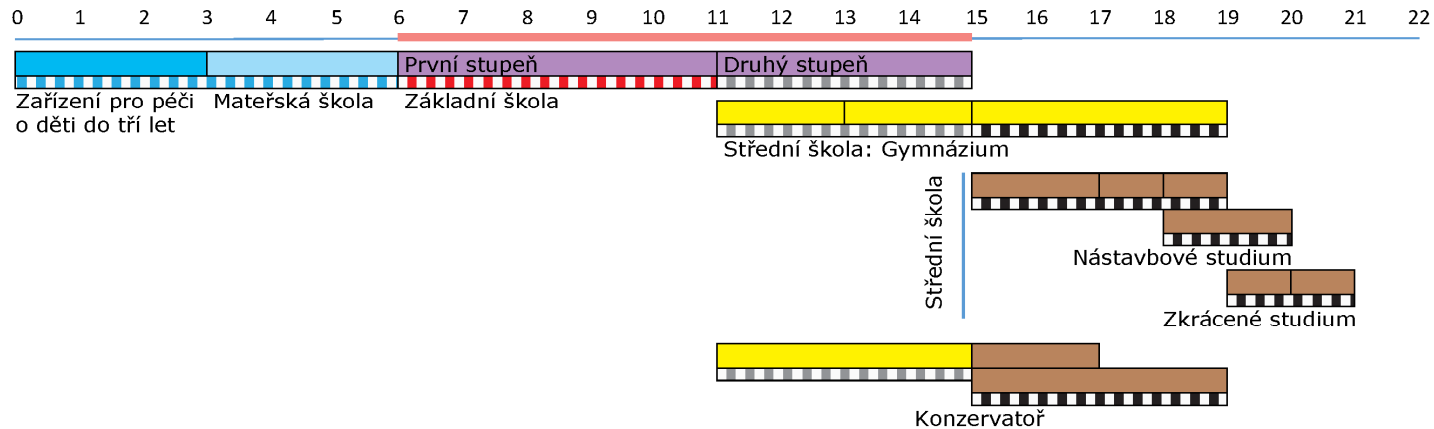 0 1 2 3 4 5 6 7 8 9 10 11 12 13 14 15 16 17 18 19 20 21 22
První stupeň Druhý stupeň
Zařízení pro péči Mateřská škola Základní škola
o děti do tří let
Střední škola: Gymnázium
Střední škola
Nástavbové studium
Zkrácené studium
Konzervatoř